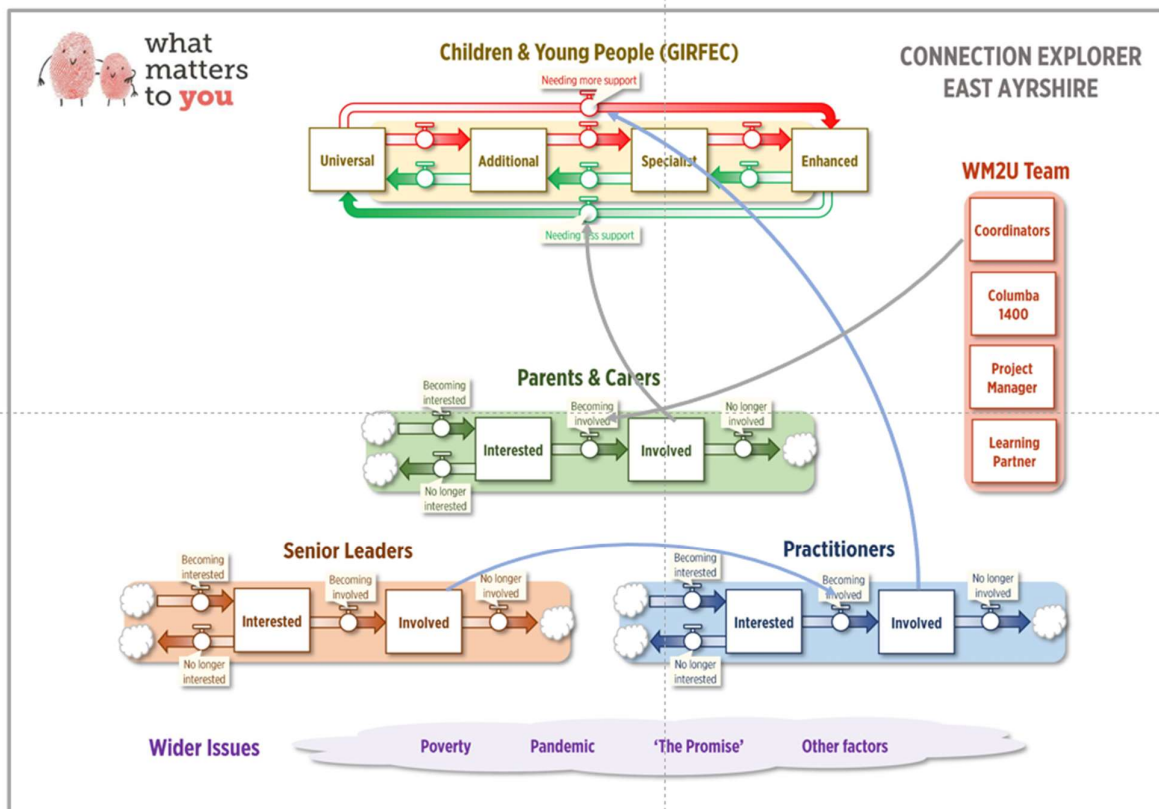 what
matters
to you
Children & Young People (GIRFEC)
CONNECTION EXPLORER
EAST AYRSHIRE
Needing more support
Universal
Additional
Specialist
Enhanced
Needing less support
WM2U Team
Coordinators
Columba
1400
Project
Manager
Learning
Partner
Parents & Carers
Becoming
interested
Becoming
involved
No longer
involved
Interested
Involved
No longer
interested
Senior Leaders
Becoming
interested
Becoming
involved
No longer
involved
Interested
Involved
No longer
interested
Practitioners
Becoming
interested
Becoming
involved
No longer
involved
Interested
Involved
No longer
interested
Wider Issues
Poverty
Pandemic
'The Promise'
Other factors